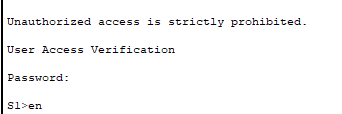 Unauthorized access is strictly prohibited.
User Access Verification
Password:
S1>en